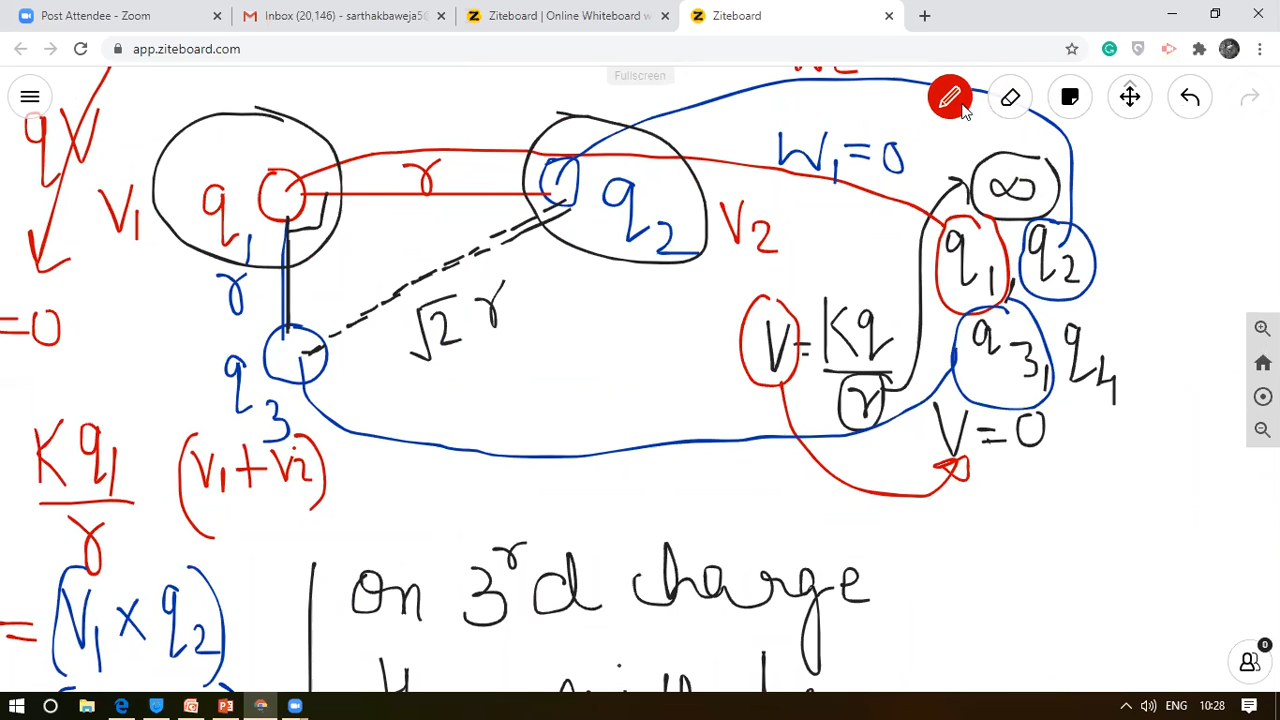 Post Attendee - Zoom
Inbox (20,146) - sarthakbaweja5
Ziteboard | Online Whiteboard w
Ziteboard
app.ziteboard.com
Fullscreen
q
W₁=0
∞
r
q₁
q₂
V₁
V₂
q₁, q₂
r
√2 r
V = Kq/r
q₃, q₄
=0
q₃
V=0
Kq₁/r
(V₁+V2)
= (V₁ × q₂)
on 3rd charge
0
ENG
10:28